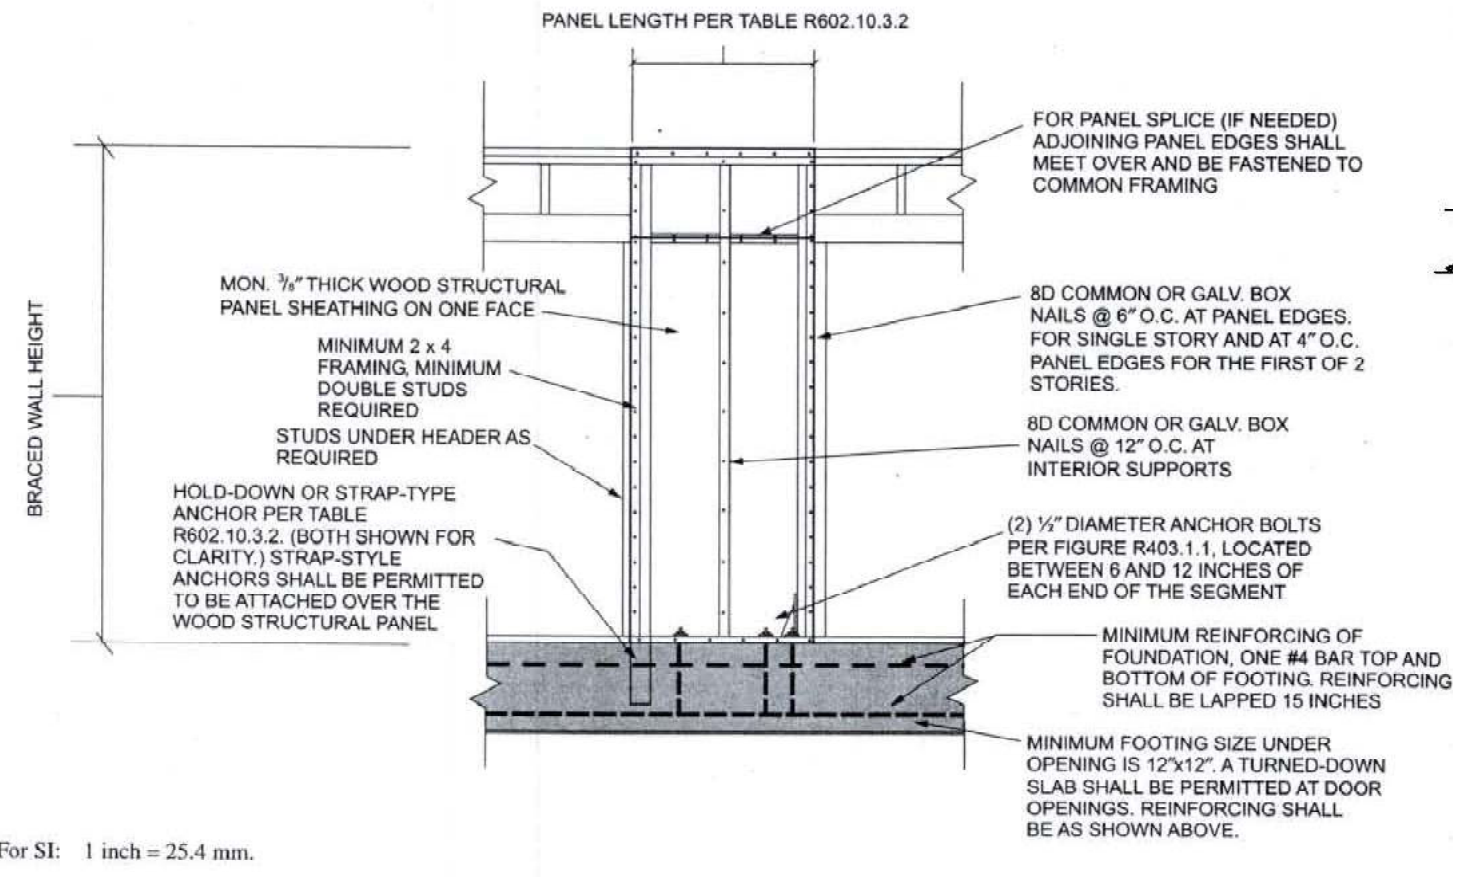 PANEL LENGTH PER TABLE R602.10.3.2
FOR PANEL SPLICE (IF NEEDED)
ADJOINING PANEL EDGES SHALL
MEET OVER AND BE FASTENED TO
COMMON FRAMING
MON. 3/8" THICK WOOD STRUCTURAL
PANEL SHEATHING ON ONE FACE
8D COMMON OR GALV. BOX
NAILS @ 6" O.C. AT PANEL EDGES.
FOR SINGLE STORY AND AT 4" O.C.
PANEL EDGES FOR THE FIRST OF 2
STORIES.
MINIMUM 2 x 4
FRAMING, MINIMUM
DOUBLE STUDS
REQUIRED
BRACED WALL HEIGHT
STUDS UNDER HEADER AS
REQUIRED
8D COMMON OR GALV. BOX
NAILS @ 12" O.C. AT
INTERIOR SUPPORTS
HOLD-DOWN OR STRAP-TYPE
ANCHOR PER TABLE
R602.10.3.2. (BOTH SHOWN FOR
CLARITY.) STRAP-STYLE
ANCHORS SHALL BE PERMITTED
TO BE ATTACHED OVER THE
WOOD STRUCTURAL PANEL
(2) ½" DIAMETER ANCHOR BOLTS
PER FIGURE R403.1.1, LOCATED
BETWEEN 6 AND 12 INCHES OF
EACH END OF THE SEGMENT
MINIMUM REINFORCING OF
FOUNDATION, ONE #4 BAR TOP AND
BOTTOM OF FOOTING. REINFORCING
SHALL BE LAPPED 15 INCHES
MINIMUM FOOTING SIZE UNDER
OPENING IS 12"x12". A TURNED-DOWN
SLAB SHALL BE PERMITTED AT DOOR
OPENINGS. REINFORCING SHALL
BE AS SHOWN ABOVE.
For SI: 1 inch = 25.4 mm.